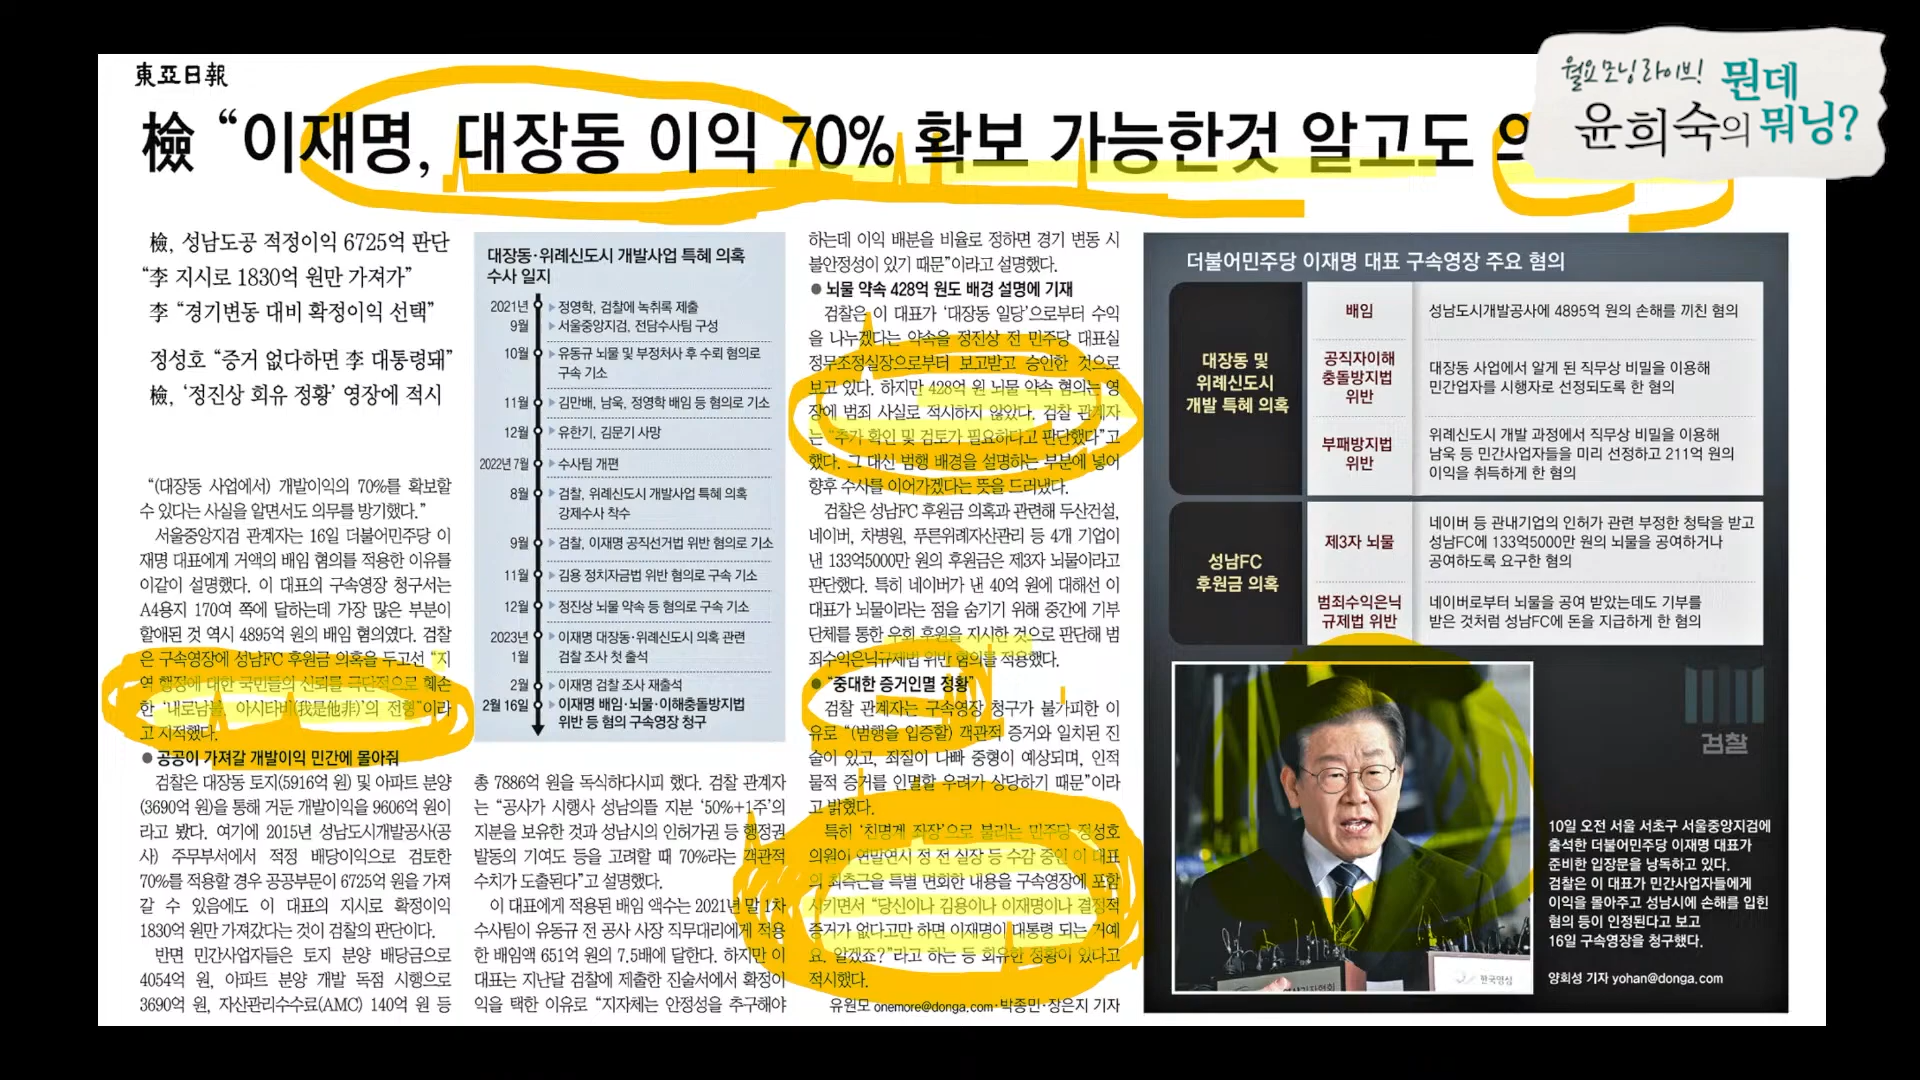 東亞日報
월요 모닝 라이브! 뭔데
윤희숙의 뭐닝?
檢 “이재명, 대장동 이익 70% 확보 가능한것 알고도
檢, 성남도공 적정이익 6725억 판단
“李 지시로 1830억 원만 가져가”
李 “경기변동 대비 확정이익 선택”
정성호 “증거 없다하면 李 대통령돼”
檢, ‘정진상 회유 정황’ 영장에 적시
“(대장동 사업에서) 개발이익의 70%를 확보할
수 있다는 사실을 알면서도 의무를 방기했다.”
서울중앙지검 관계자는 16일 더불어민주당 이
재명 대표에게 거액의 배임 혐의를 적용한 이유를
이같이 설명했다. 이 대표의 구속영장 청구서는
A4용지 170여 쪽에 달하는데 가장 많은 부분이
할애된 것 역시 4895억 원의 배임 혐의였다. 검찰
은 구속영장에 성남FC 후원금 의혹을 두고선 “지
역 행정에 대한 국민들의 신뢰를 극단적으로 훼손
한 ‘내로남불, 아시타비(我是他非)’의 전형”이라
고 지적했다.
● 공공이 가져갈 개발이익 민간에 몰아줘
검찰은 대장동 토지(5916억 원) 및 아파트 분양
(3690억 원)을 통해 거둔 개발이익을 9606억 원이
라고 봤다. 여기에 2015년 성남도시개발공사(공
사) 주무부서에서 적정 배당이익으로 검토한
70%를 적용할 경우 공공부문이 6725억 원을 가져
갈 수 있음에도 이 대표의 지시로 확정이익
1830억 원만 가져갔다는 것이 검찰의 판단이다.
반면 민간사업자들은 토지 분양 배당금으로
4054억 원, 아파트 분양 개발 독점 시행으로
3690억 원, 자산관리수수료(AMC) 140억 원 등
대장동·위례신도시 개발사업 특혜 의혹
수사 일지
2021년 9월 ▶정영학, 검찰에 녹취록 제출
▶서울중앙지검, 전담수사팀 구성
10월 ▶유동규 뇌물 및 부정처사 후 수뢰 혐의로
구속 기소
11월 ▶김만배, 남욱, 정영학 배임 등 혐의로 기소
12월 ▶유한기, 김문기 사망
2022년 7월 ▶수사팀 개편
8월 ▶검찰, 위례신도시 개발사업 특혜 의혹
강제수사 착수
9월 ▶검찰, 이재명 공직선거법 위반 혐의로 기소
11월 ▶김용 정치자금법 위반 혐의로 구속 기소
12월 ▶정진상 뇌물 약속 등 혐의로 구속 기소
2023년 1월 ▶이재명 대장동·위례신도시 의혹 관련
검찰 조사 첫 출석
2월 ▶이재명 검찰 조사 재출석
2월 16일 ▶이재명 배임·뇌물·이해충돌방지법
위반 등 혐의 구속영장 청구
총 7886억 원을 독식하다시피 했다. 검찰 관계자
는 “공사가 시행사 성남의뜰 지분 ‘50%+1주’의
지분을 보유한 것과 성남시의 인허가권 등 행정권
발동의 기여도 등을 고려할 때 70%라는 객관적
수치가 도출된다”고 설명했다.
이 대표에게 적용된 배임 액수는 2021년 말 1차
수사팀이 유동규 전 공사 사장 직무대리에게 적용
한 배임액 651억 원의 7.5배에 달한다. 하지만 이
대표는 지난달 검찰에 제출한 진술서에서 확정이
익을 택한 이유로 “지자체는 안정성을 추구해야
하는데 이익 배분을 비율로 정하면 경기 변동 시
불안정성이 있기 때문”이라고 설명했다.
● 뇌물 약속 428억 원도 배경 설명에 기재
검찰은 이 대표가 ‘대장동 일당’으로부터 수익
을 나누겠다는 약속을 정진상 전 민주당 대표실
정무조정실장으로부터 보고받고 승인한 것으로
보고 있다. 하지만 428억 원 뇌물 약속 혐의는 영
장에 범죄 사실로 적시하지 않았다. 검찰 관계자
는 “추가 확인 및 검토가 필요하다고 판단했다”고
했다. 그 대신 범행 배경을 설명하는 부분에 넣어
향후 수사를 이어가겠다는 뜻을 드러냈다.
검찰은 성남FC 후원금 의혹과 관련해 두산건설,
네이버, 차병원, 푸른위례자산관리 등 4개 기업이
낸 133억5000만 원의 후원금은 제3자 뇌물이라고
판단했다. 특히 네이버가 낸 40억 원에 대해선 이
대표가 뇌물이라는 점을 숨기기 위해 중간에 기부
단체를 통한 우회 후원을 지시한 것으로 판단해 범
죄수익은닉규제법 위반 혐의를 적용했다.
● “중대한 증거인멸 정황”
검찰 관계자는 구속영장 청구가 불가피한 이
유로 “(범행을 입증할) 객관적 증거와 일치된 진
술이 있고, 죄질이 나빠 중형이 예상되며, 인적
물적 증거를 인멸할 우려가 상당하기 때문”이라
고 밝혔다.
특히 ‘친명계 좌장’으로 불리는 민주당 정성호
의원이 연말연시 정 전 실장 등 수감 중인 이 대표
의 최측근을 특별 면회한 내용을 구속영장에 포함
시키면서 “당신이나 김용이나 이재명이나 결정적
증거가 없다고만 하면 이재명이 대통령 되는 거예
요. 알겠죠?”라고 하는 등 회유한 정황이 있다고
적시했다.
유원모 onemore@donga.com·박종민·장은지 기자
더불어민주당 이재명 대표 구속영장 주요 혐의
대장동 및
위례신도시
개발 특혜 의혹
배임
성남도시개발공사에 4895억 원의 손해를 끼친 혐의
공직자이해
충돌방지법
위반
대장동 사업에서 알게 된 직무상 비밀을 이용해
민간업자를 시행자로 선정되도록 한 혐의
부패방지법
위반
위례신도시 개발 과정에서 직무상 비밀을 이용해
남욱 등 민간사업자들을 미리 선정하고 211억 원의
이익을 취득하게 한 혐의
성남FC
후원금 의혹
제3자 뇌물
네이버 등 관내기업의 인허가 관련 부정한 청탁을 받고
성남FC에 133억5000만 원의 뇌물을 공여하거나
공여하도록 요구한 혐의
범죄수익은닉
규제법 위반
네이버로부터 뇌물을 공여 받았는데도 기부를
받은 것처럼 성남FC에 돈을 지급하게 한 혐의
검찰
10일 오전 서울 서초구 서울중앙지검에
출석한 더불어민주당 이재명 대표가
준비한 입장문을 낭독하고 있다.
검찰은 이 대표가 민간사업자들에게
이익을 몰아주고 성남시에 손해를 입힌
혐의 등이 인정된다고 보고
16일 구속영장을 청구했다.
양회성 기자 yohan@donga.com